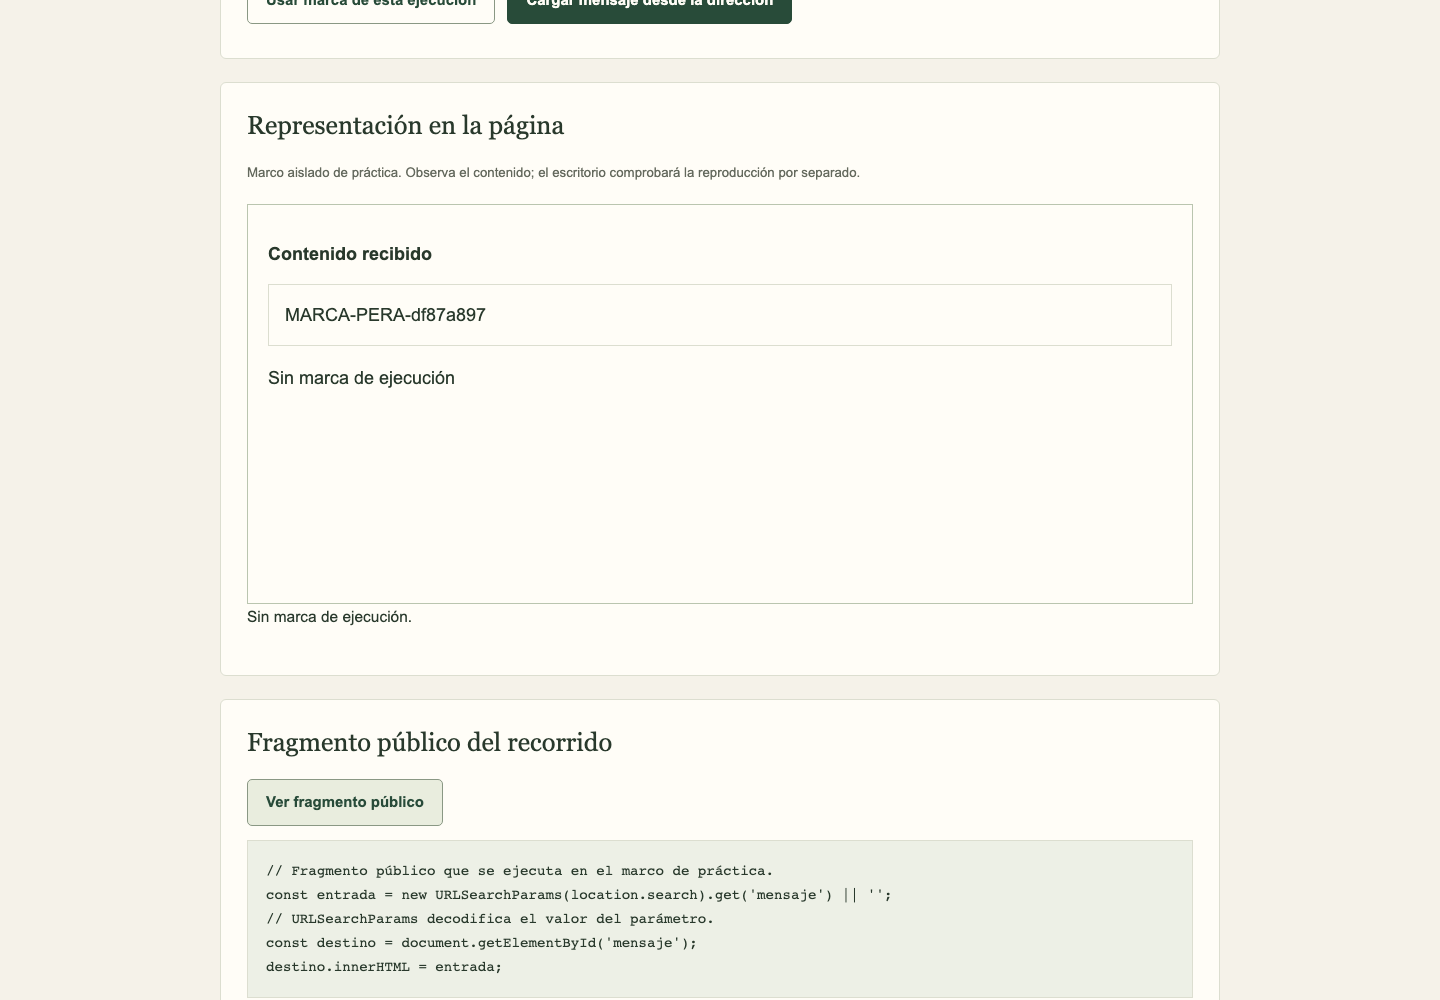 Usar marca de esta ejecución
Cargar mensaje desde la dirección
Representación en la página
Marco aislado de práctica. Observa el contenido; el escritorio comprobará la reproducción por separado.
Contenido recibido
MARCA-PERA-df87a897
Sin marca de ejecución
Sin marca de ejecución.
Fragmento público del recorrido
Ver fragmento público
// Fragmento público que se ejecuta en el marco de práctica.
const entrada = new URLSearchParams(location.search).get('mensaje') || '';
// URLSearchParams decodifica el valor del parámetro.
const destino = document.getElementById('mensaje');
destino.innerHTML = entrada;